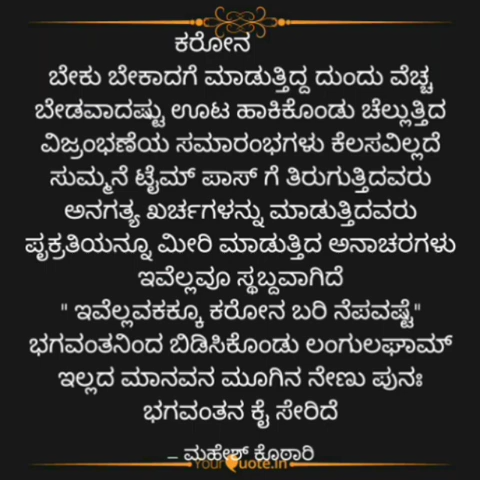 ಕರೋನ
ಬೇಕು ಬೇಕಾದಗೆ ಮಾಡುತ್ತಿದ್ದ ದುಂದು ವೆಚ್ಚ
ಬೇಡವಾದಷ್ಟು ಊಟ ಹಾಕಿಕೊಂಡು ಚೆಲ್ಲುತ್ತಿದ
ವಿಜ್ರಂಭಣೆಯ ಸಮಾರಂಭಗಳು ಕೆಲಸವಿಲ್ಲದೆ
ಸುಮ್ಮನೆ ಟೈಮ್ ಪಾಸ್ ಗೆ ತಿರುಗುತ್ತಿದವರು
ಅನಗತ್ಯ ಖರ್ಚಗಳನ್ನು ಮಾಡುತ್ತಿದವರು
ಪೃಕ್ರತಿಯನ್ನೂ ಮೀರಿ ಮಾಡುತ್ತಿದ ಅನಾಚರಗಳು
ಇವೆಲ್ಲವೂ ಸ್ಥಬ್ದವಾಗಿದೆ
" ಇವೆಲ್ಲವಕಕ್ಕೂ ಕರೋನ ಬರಿ ನೆಪವಷ್ಟೆ"
ಭಗವಂತನಿಂದ ಬಿಡಿಸಿಕೊಂಡು ಲಂಗುಲಘಾಮ್
ಇಲ್ಲದ ಮಾನವನ ಮೂಗಿನ ನೇಣು ಪುನಃ
ಭಗವಂತನ ಕೈ ಸೇರಿದೆ
– ಮಹೇಶ್ ಕೊಠಾರಿ
YourQuote.in